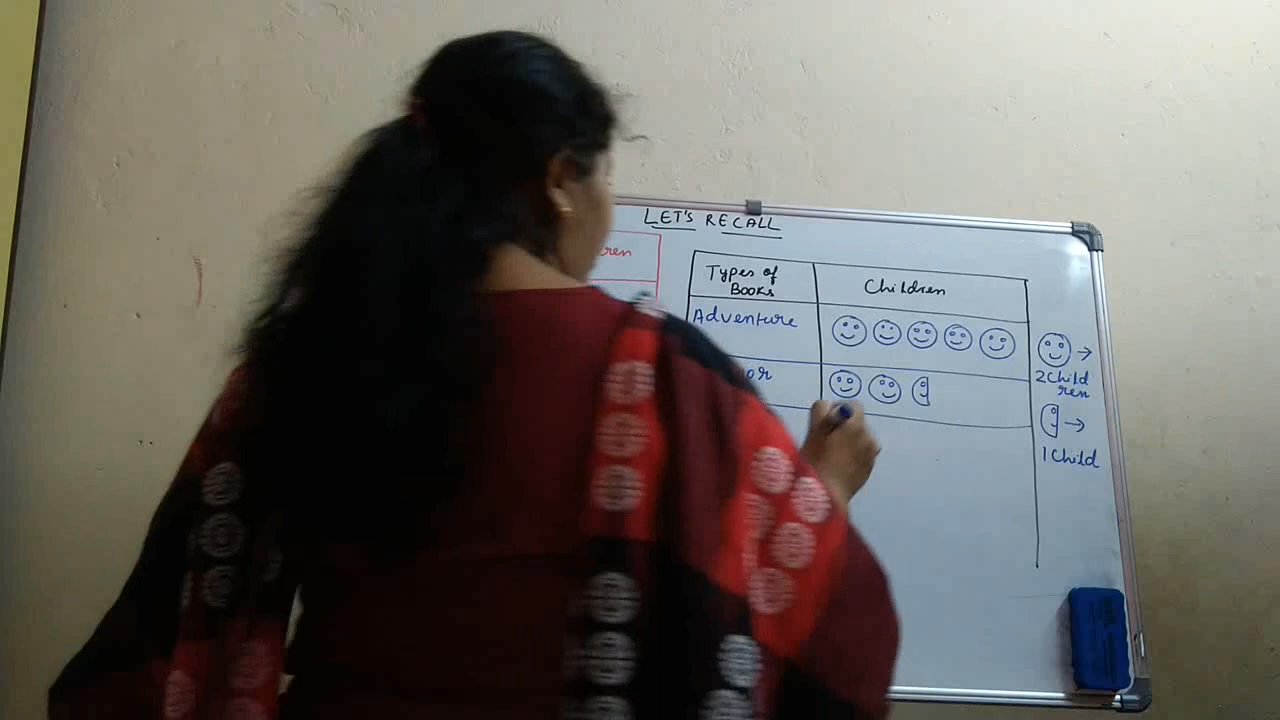 LET'S RECALL
Types of
Books
Children
Adventure
2 Child
ren
1 Child